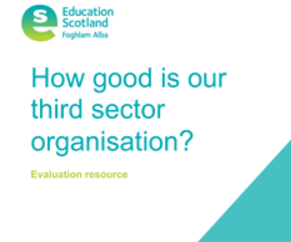 Education
Scotland
Foghlam Alba
How good is our
third sector
organisation?
Evaluation resource